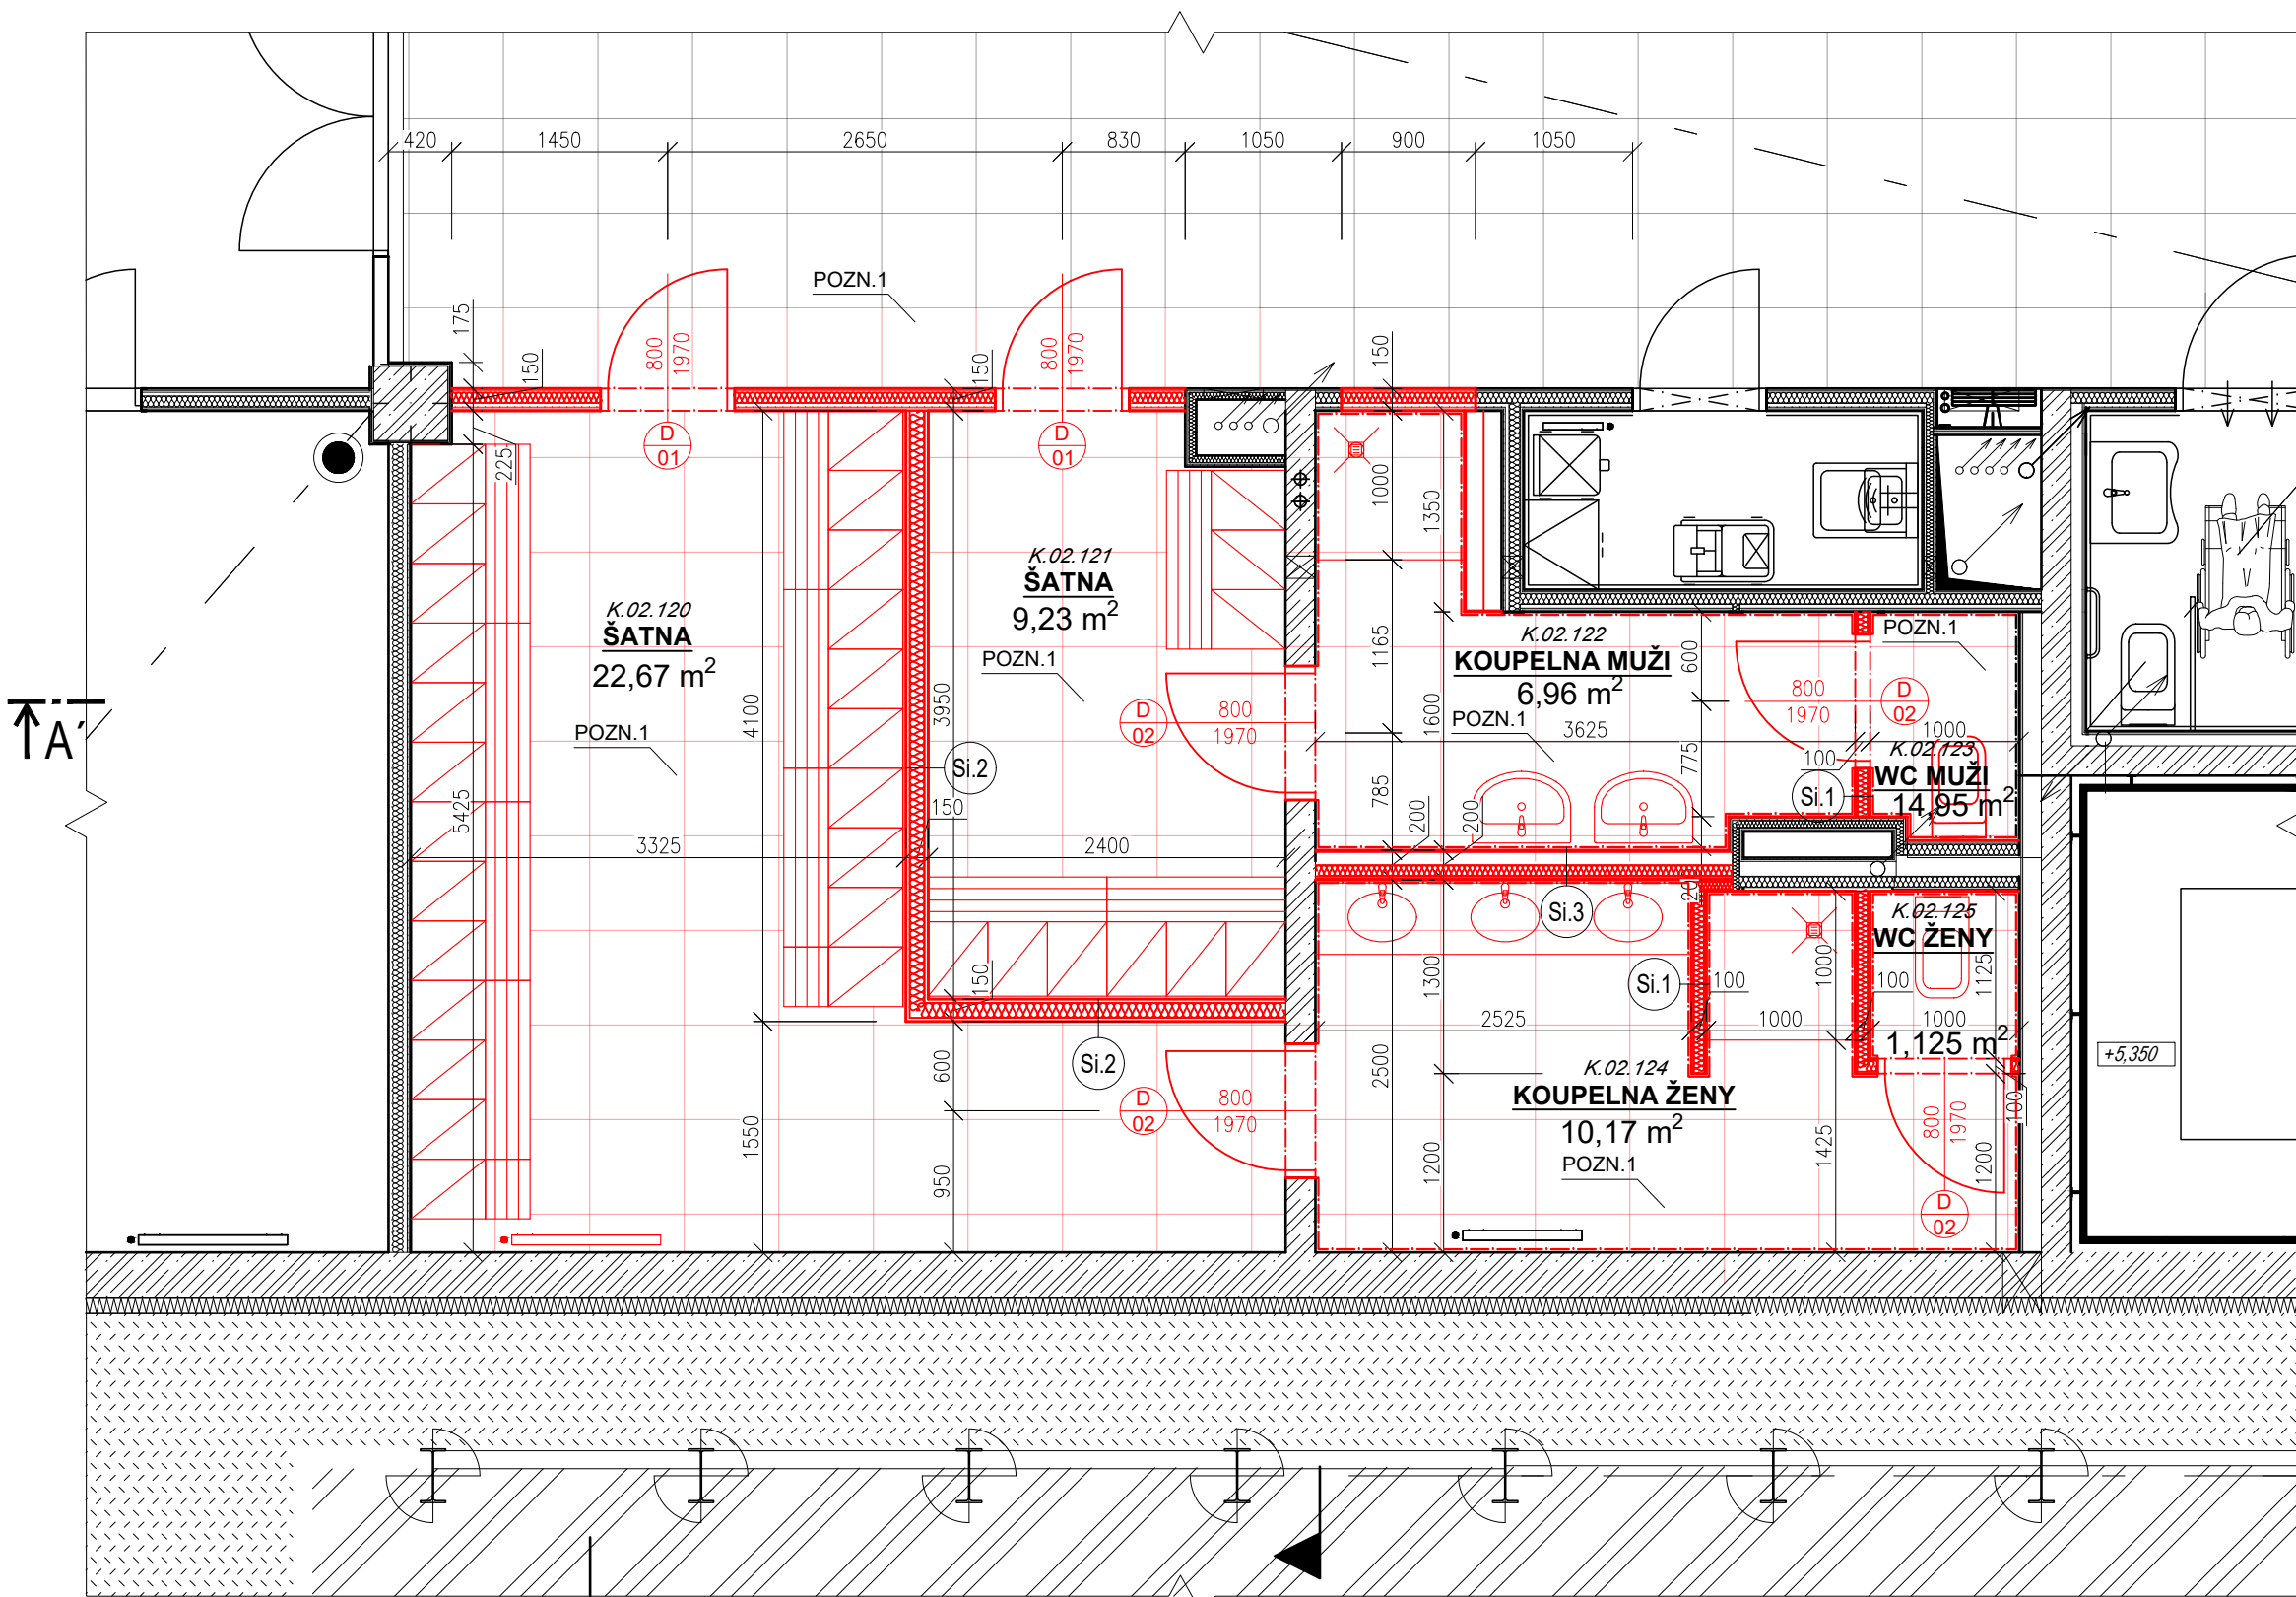 420 1450 2650 830 1050 900 1050
POZN.1
175
150
800
1970
150
800
1970
150
D
01
D
01
225
1000
1350
K.02.120
ŠATNA
22,67 m²
POZN.1
K.02.121
ŠATNA
9,23 m²
POZN.1
K.02.122
KOUPELNA MUŽI
6,96 m²
POZN.1
3625
POZN.1
600
800
1970
D
02
1000
K.02.123
WC MUŽI
14,95 m²
100
Si.1
775
A'
5425
4100
3950
1165
1600
785
D
02
800
1970
Si.2
150
3325
2400
200
200
20
Si.3
K.02.125
WC ŽENY
1,125 m²
1000
1125
100
Si.1
100
1000
1000
1300
2525
2500
150
Si.2
600
950
1550
D
02
800
1970
K.02.124
KOUPELNA ŽENY
10,17 m²
POZN.1
1200
1425
800
1970
1200
100
D
02
+5,350